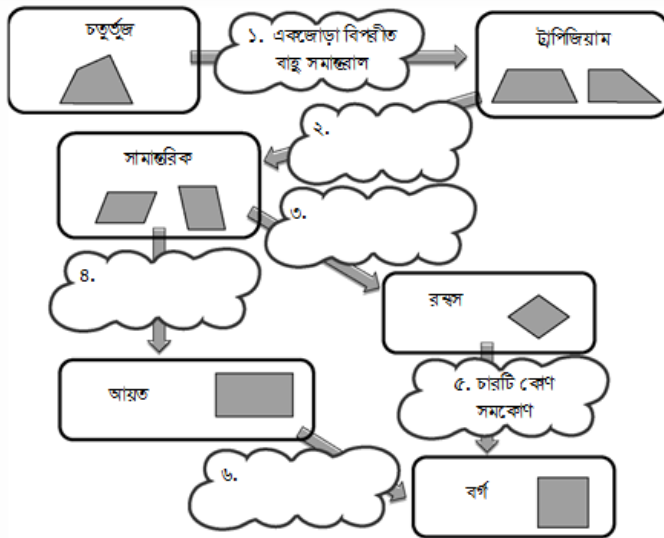 চতুর্ভুজ
১. একজোড়া বিপরীত
বাহু সমান্তরাল
ট্রাপিজিয়াম
২.
সামান্তরিক
৩.
৪.
রম্বস
আয়ত
৫. চারটি কোণ
সমকোণ
৬.
বর্গ